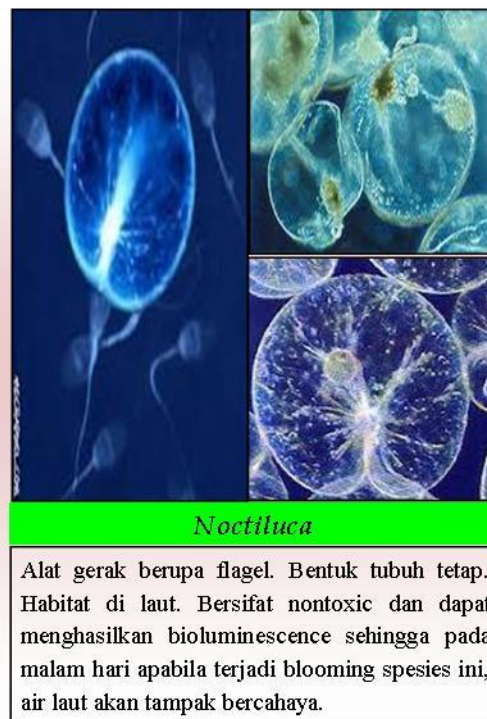 Noctiluca
Alat gerak berupa flagel. Bentuk tubuh tetap.
Habitat di laut. Bersifat nontoxic dan dapat
menghasilkan bioluminescence sehingga pada
malam hari apabila terjadi blooming spesies ini,
air laut akan tampak bercahaya.